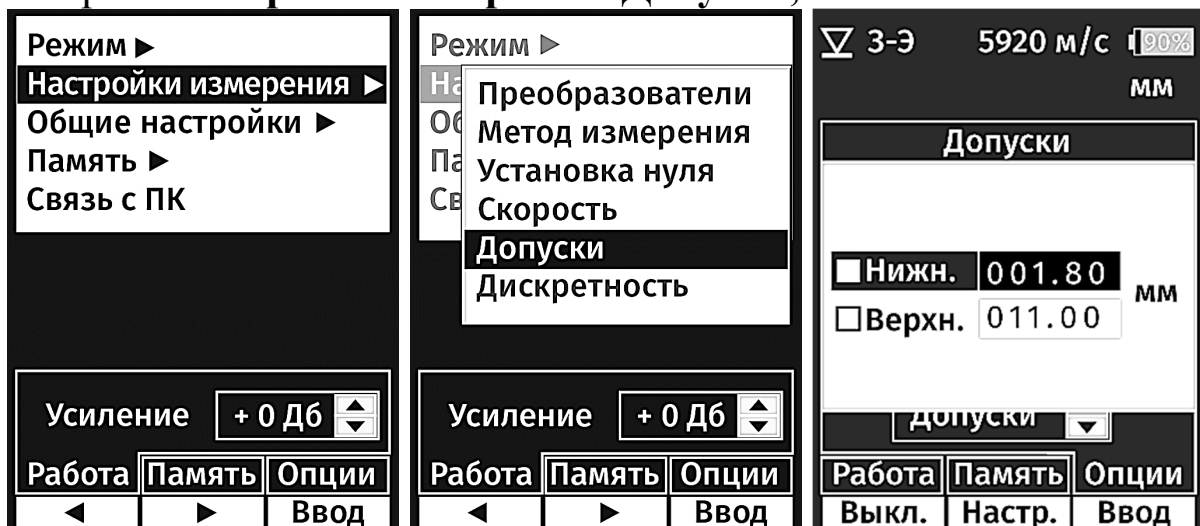 Режим ▶
Настройки измерения ▶
Общие настройки ▶
Память ▶
Связь с ПК
Усиление + 0 Дб
Работа Память Опции
◀ ▶ Ввод
Режим ▶
Преобразователи
Метод измерения
Установка нуля
Скорость
Допуски
Дискретность
Усиление + 0 Дб
Работа Память Опции
◀ ▶ Ввод
3-Э 5920 м/с 90%
мм
Допуски
Нижн. 001.80
мм
Верхн. 011.00
Допуски
Работа Память Опции
Выкл. Настр. Ввод